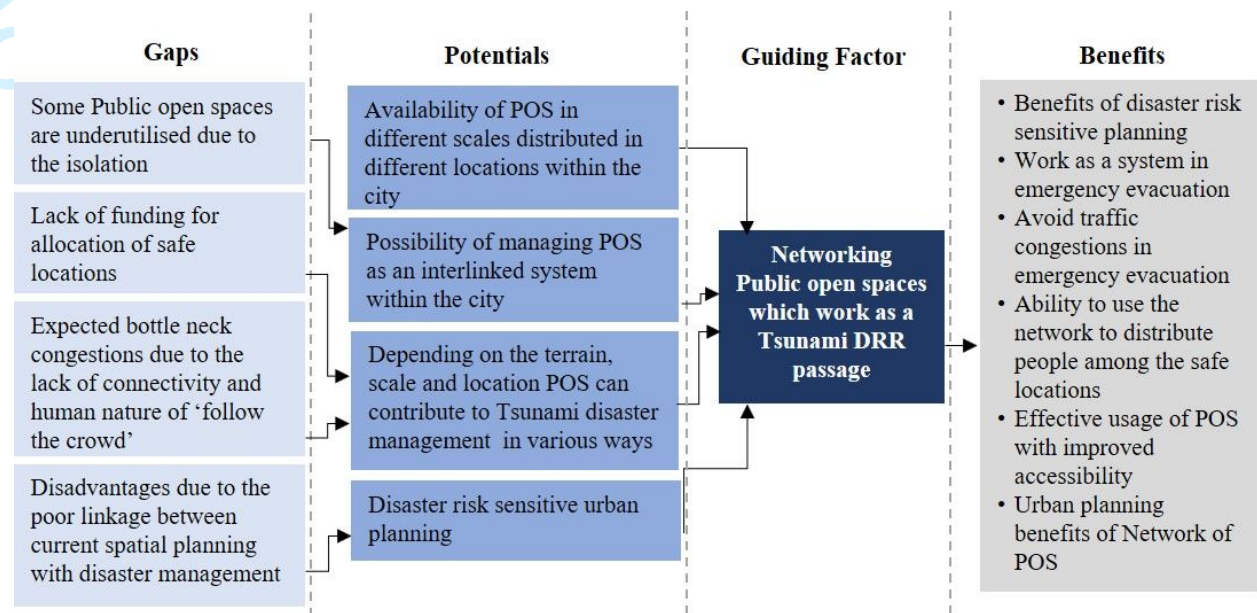 Gaps
Some Public open spaces
are underutilised due to
the isolation
Lack of funding for
allocation of safe
locations
Expected bottle neck
congestions due to the
lack of connectivity and
human nature of ‘follow
the crowd’
Disadvantages due to the
poor linkage between
current spatial planning
with disaster management
Potentials
Availability of POS in
different scales distributed in
different locations within the
city
Possibility of managing POS
as an interlinked system
within the city
Depending on the terrain,
scale and location POS can
contribute to Tsunami disaster
management in various ways
Disaster risk sensitive urban
planning
Guiding Factor
Networking
Public open spaces
which work as a
Tsunami DRR
passage
Benefits
• Benefits of disaster risk
sensitive planning
• Work as a system in
emergency evacuation
• Avoid traffic
congestions in
emergency evacuation
• Ability to use the
network to distribute
people among the safe
locations
• Effective usage of POS
with improved
accessibility
• Urban planning
benefits of Network of
POS